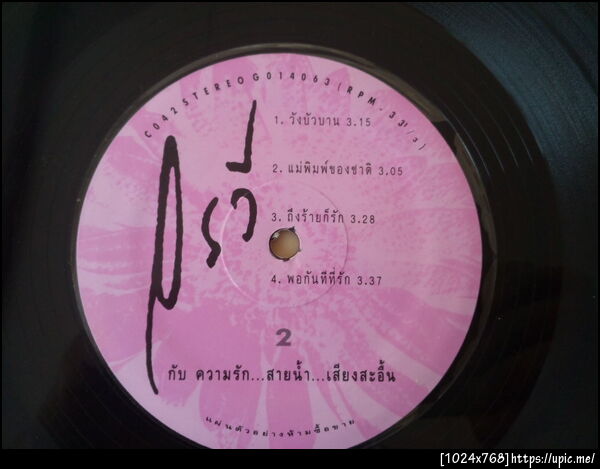 C042STEREOG014063(RPM.33⅓)
1. วังบัวบาน 3.15
2. แม่พิมพ์ของชาติ 3.05
3. ถึงร้ายก็รัก 3.28
4. พอกันทีที่รัก 3.37
สุรวี
2
กับ ความรัก...สายน้ำ...เสียงสะอื้น
แผ่นตัวอย่างห้ามซื้อขาย
[1024x768]https://upic.me/